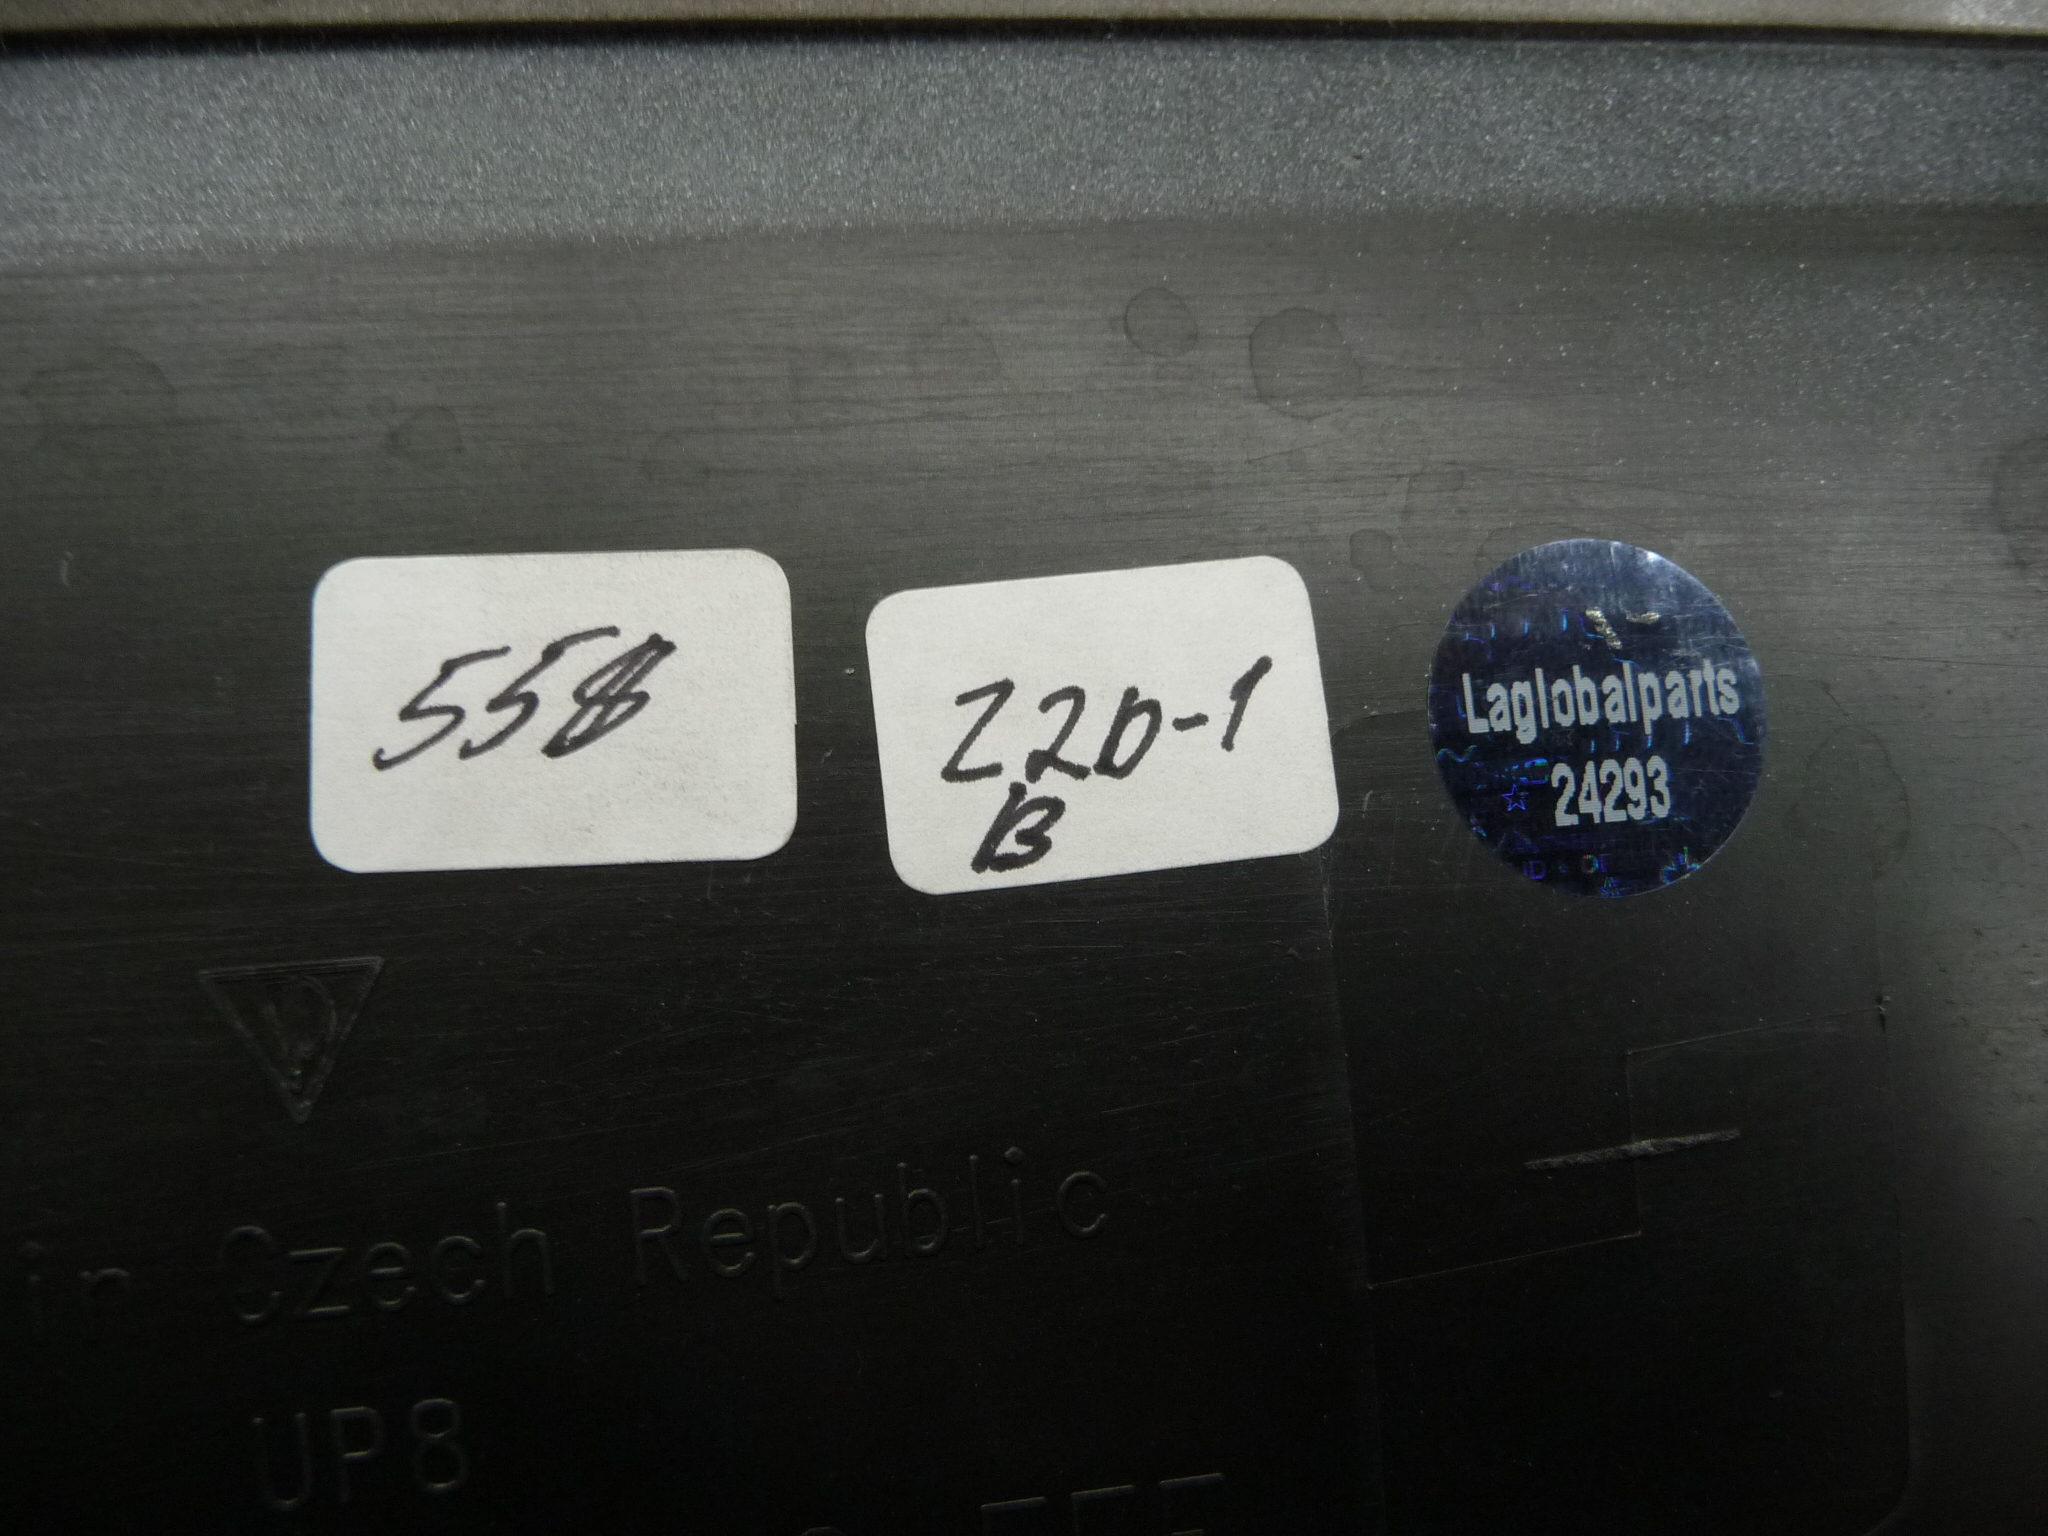 558
Z20-1
B
Laglobalparts
24293
in Czech Republic
UP8